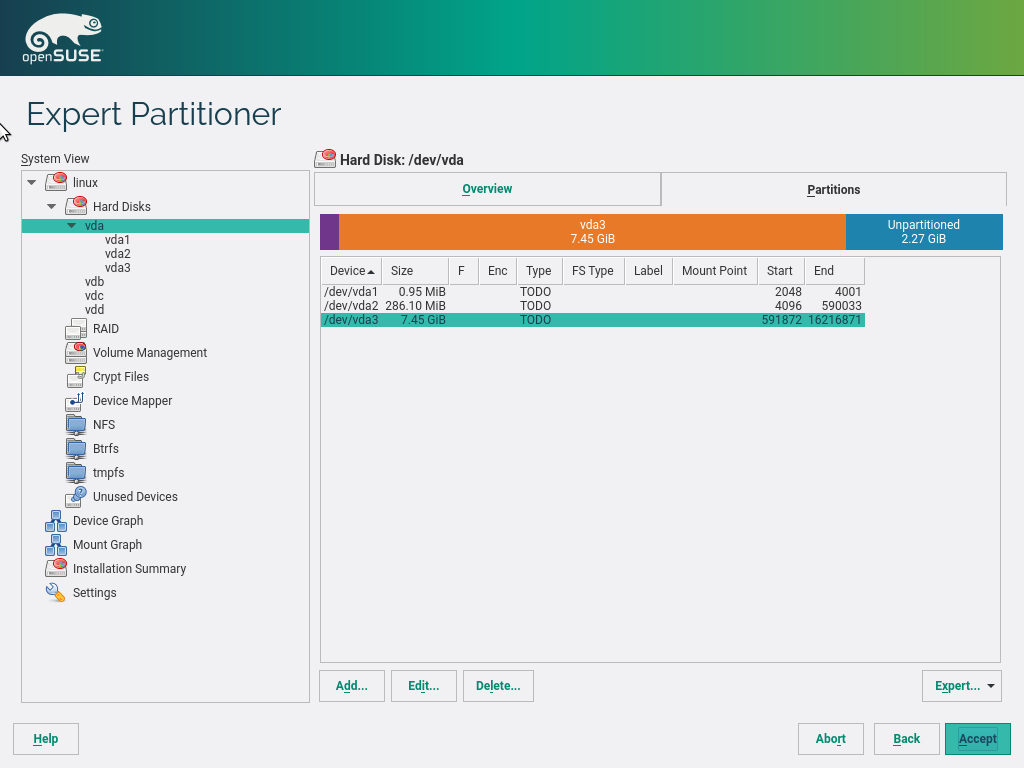 openSUSE
Expert Partitioner
System View
linux
Hard Disks
vda
vda1
vda2
vda3
vdb
vdc
vdd
RAID
Volume Management
Crypt Files
Device Mapper
NFS
Btrfs
tmpfs
Unused Devices
Device Graph
Mount Graph
Installation Summary
Settings
Hard Disk: /dev/vda
Overview Partitions
vda3
7.45 GiB
Unpartitioned
2.27 GiB
Device Size F Enc Type FS Type Label Mount Point Start End
/dev/vda1 0.95 MiB TODO 2048 4001
/dev/vda2 286.10 MiB TODO 4096 590033
/dev/vda3 7.45 GiB TODO 591872 16216871
Add... Edit... Delete... Expert...
Help Abort Back Accept